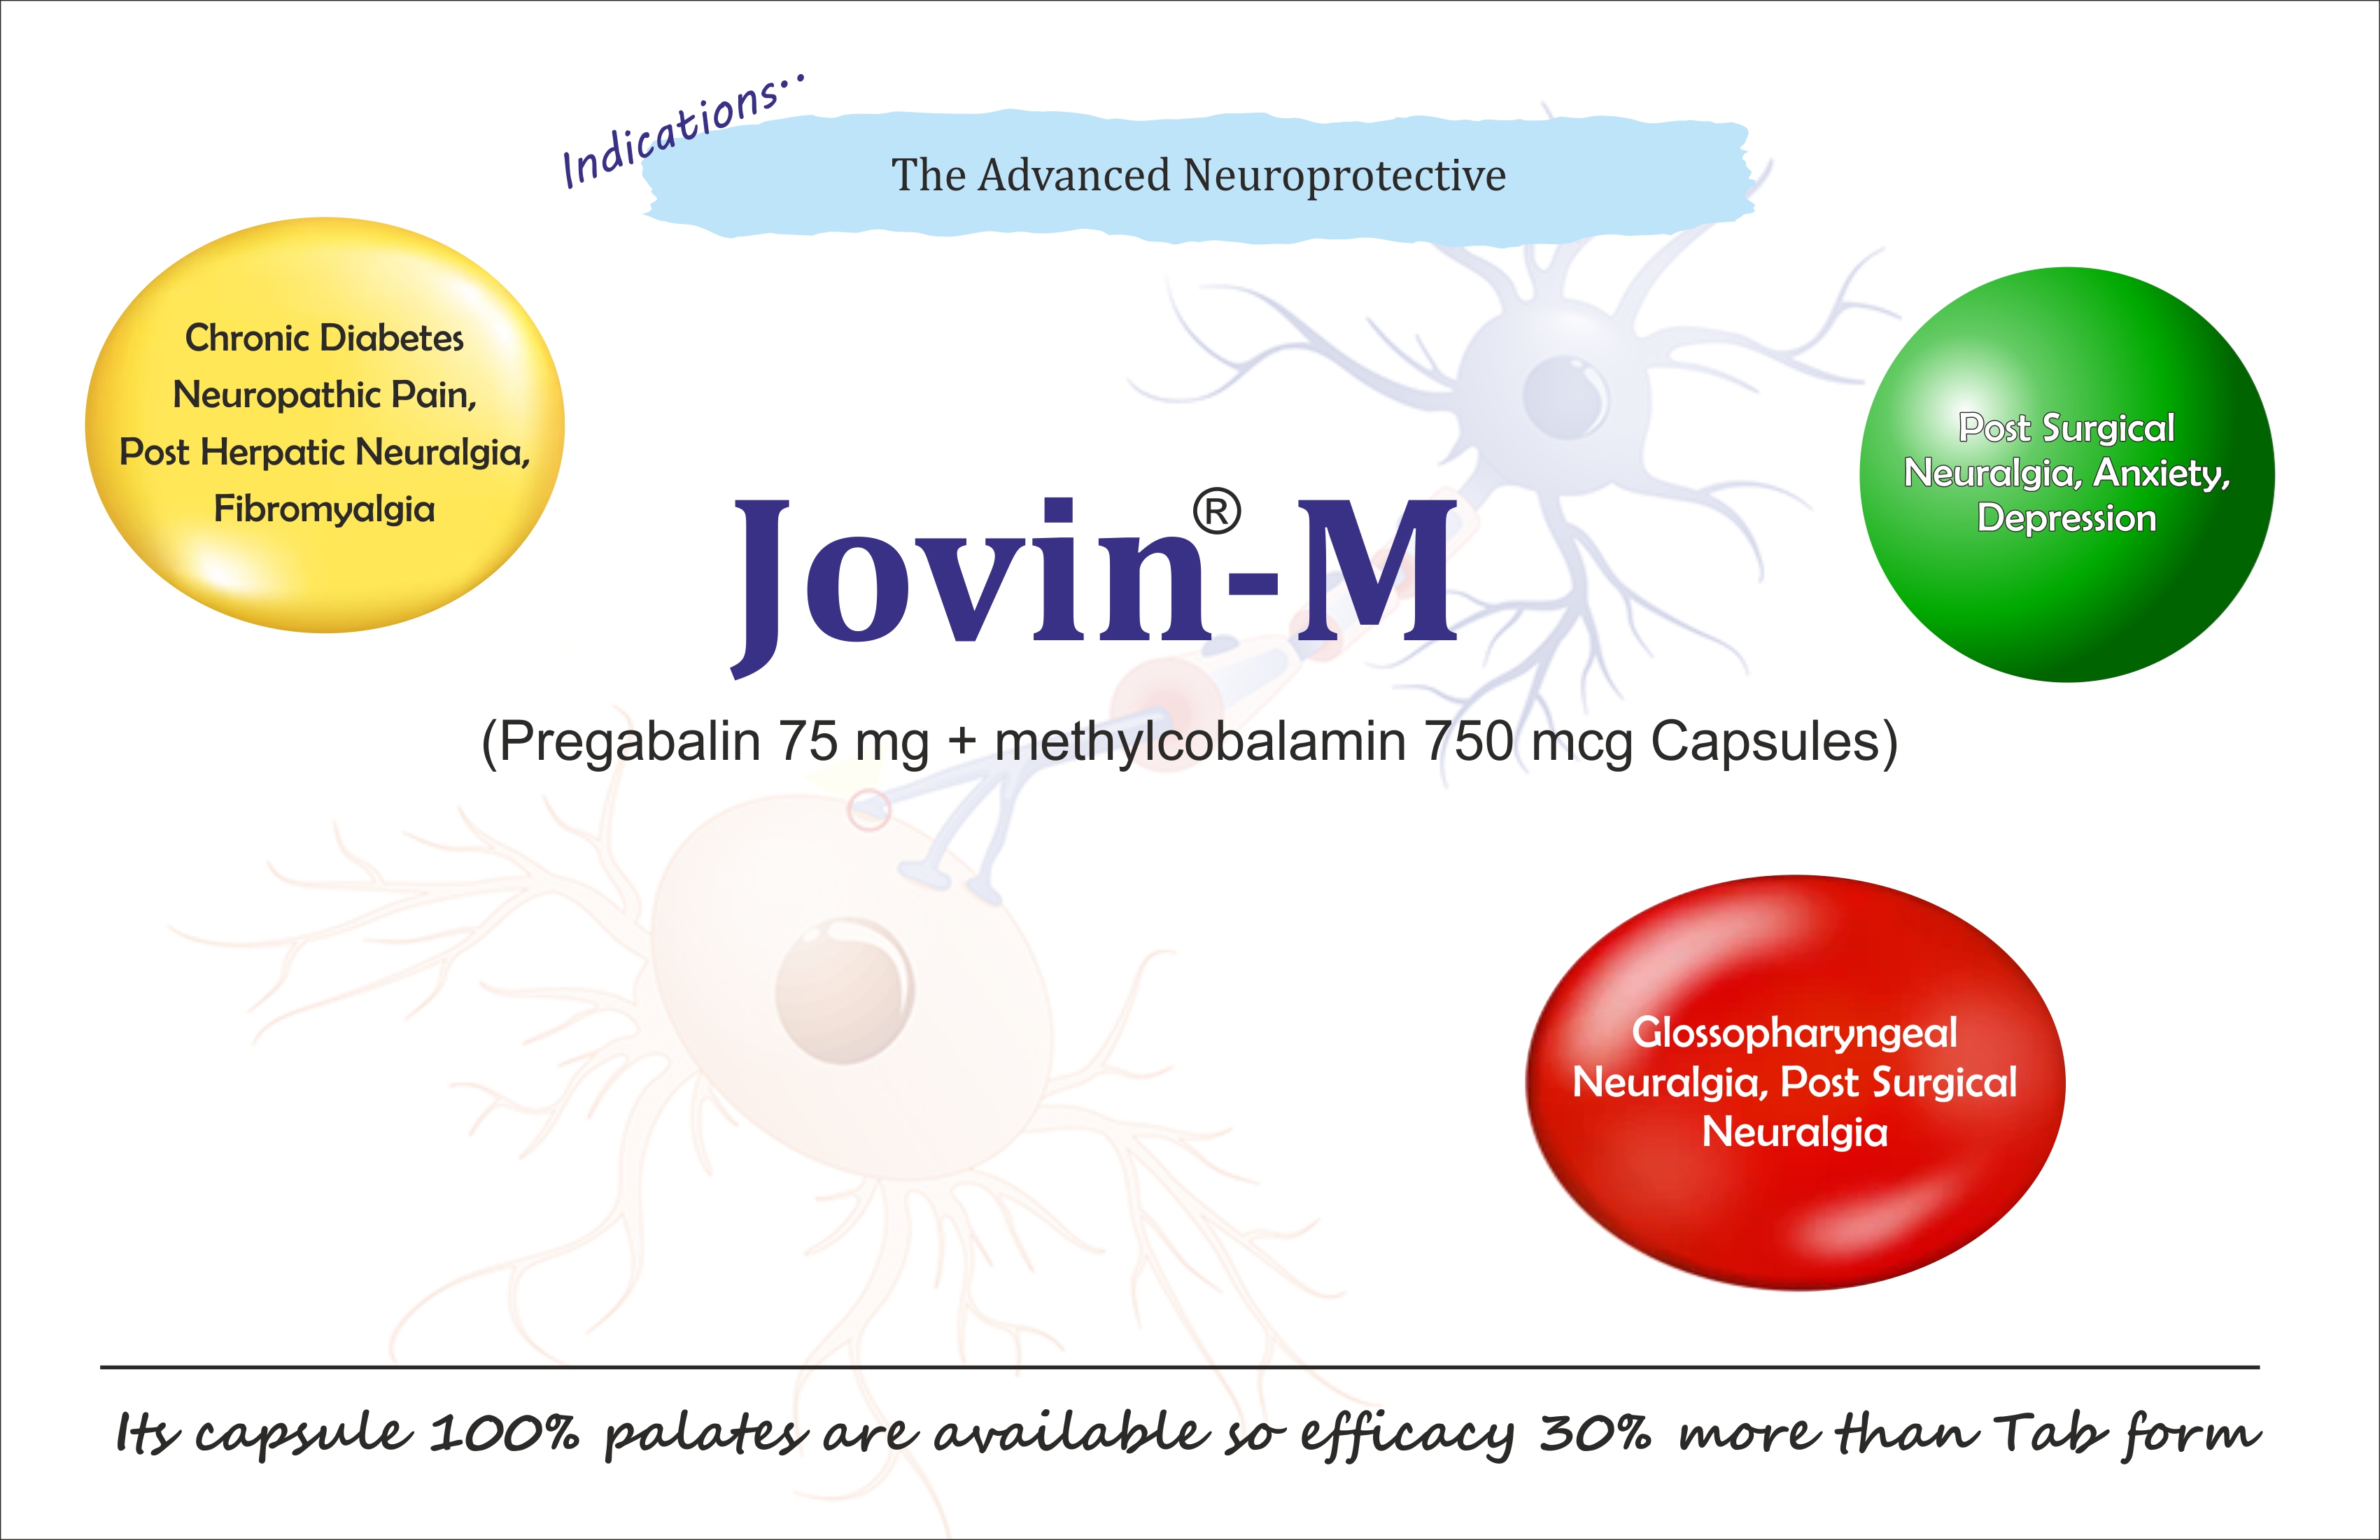 Indications..
The Advanced Neuroprotective
Chronic Diabetes
Neuropathic Pain,
Post Herpatic Neuralgia,
Fibromyalgia
Post Surgical
Neuralgia, Anxiety,
Depression
Jovin®-M
(Pregabalin 75 mg + methylcobalamin 750 mcg Capsules)
Glossopharyngeal
Neuralgia, Post Surgical
Neuralgia
Its capsule 100% palates are available so efficacy 30% more than Tab form